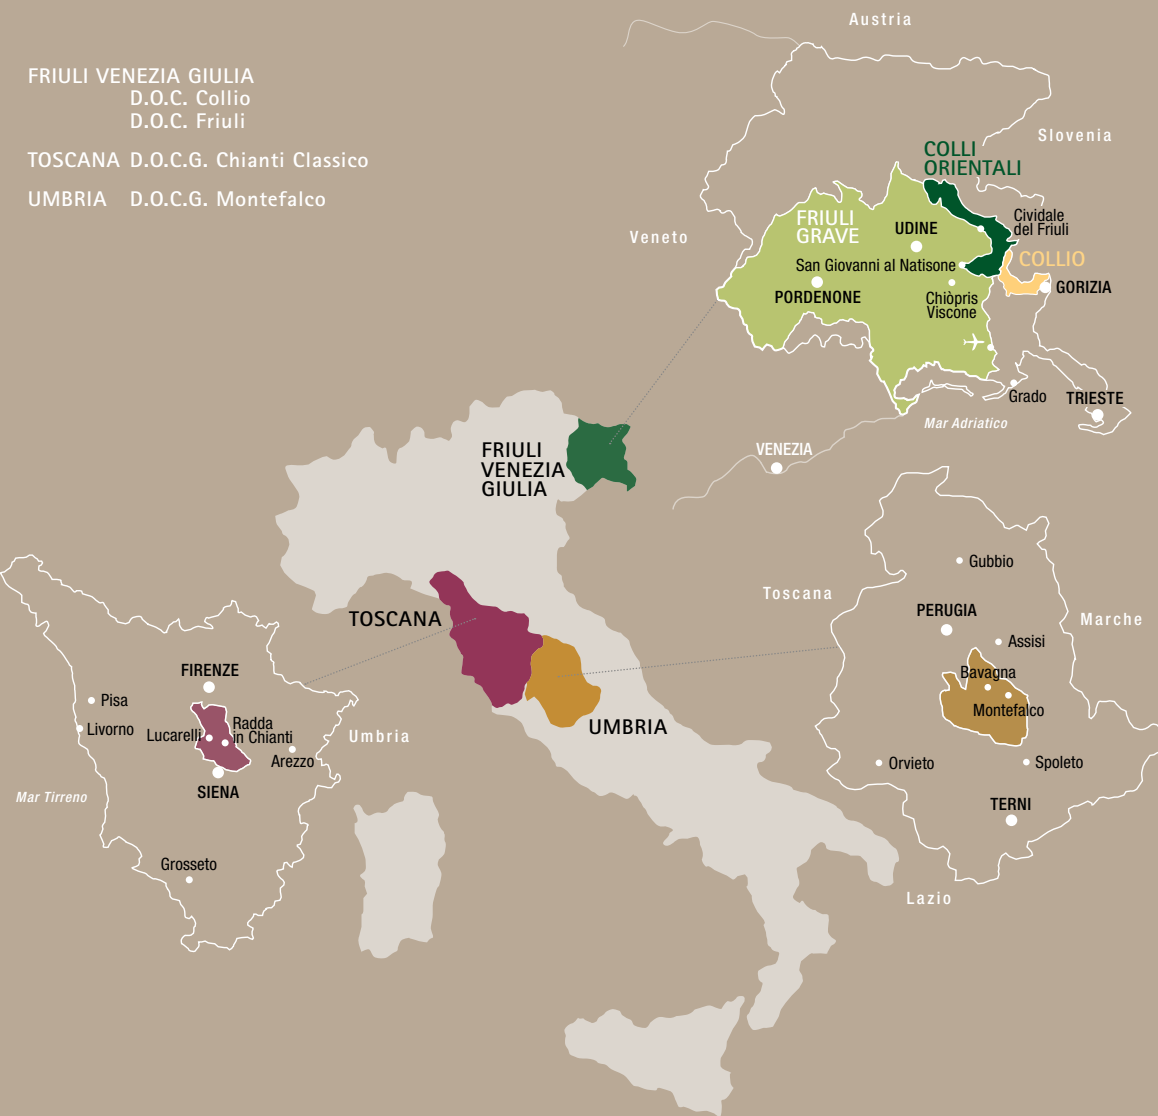 Austria
FRIULI VENEZIA GIULIA
D.O.C. Collio
D.O.C. Friuli
TOSCANA D.O.C.G. Chianti Classico
UMBRIA D.O.C.G. Montefalco
Slovenia
COLLI
ORIENTALI
Veneto
FRIULI
GRAVE
UDINE
Cividale
del Friuli
San Giovanni al Natisone
COLLIO
PORDENONE
Chiòpris
Viscone
GORIZIA
Grado
TRIESTE
Mar Adriatico
VENEZIA
FRIULI
VENEZIA
GIULIA
TOSCANA
UMBRIA
FIRENZE
Pisa
Livorno
Lucarelli
Radda
in Chianti
Arezzo
Umbria
SIENA
Mar Tirreno
Grosseto
Toscana
Gubbio
PERUGIA
Marche
Assisi
Bavagna
Montefalco
Orvieto
Spoleto
TERNI
Lazio